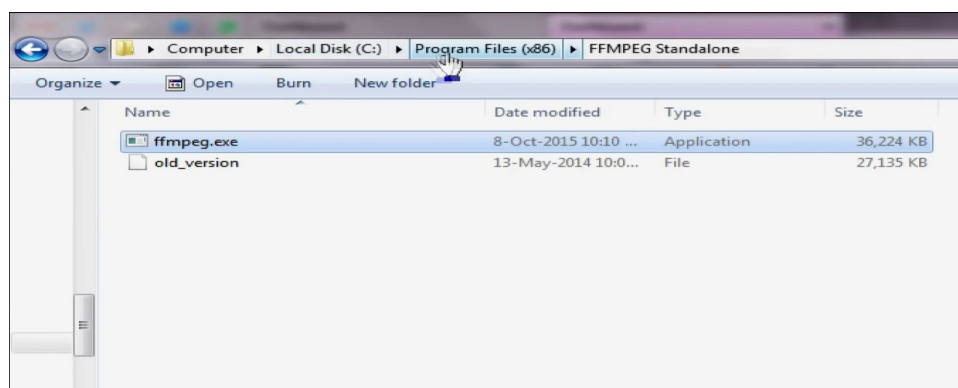 Computer Local Disk (C:) Program Files (x86) FFMPEG Standalone
Organize Open Burn New folder
Name Date modified Type Size
ffmpeg.exe 8-Oct-2015 10:10 ... Application 36,224 KB
old_version 13-May-2014 10:0... File 27,135 KB